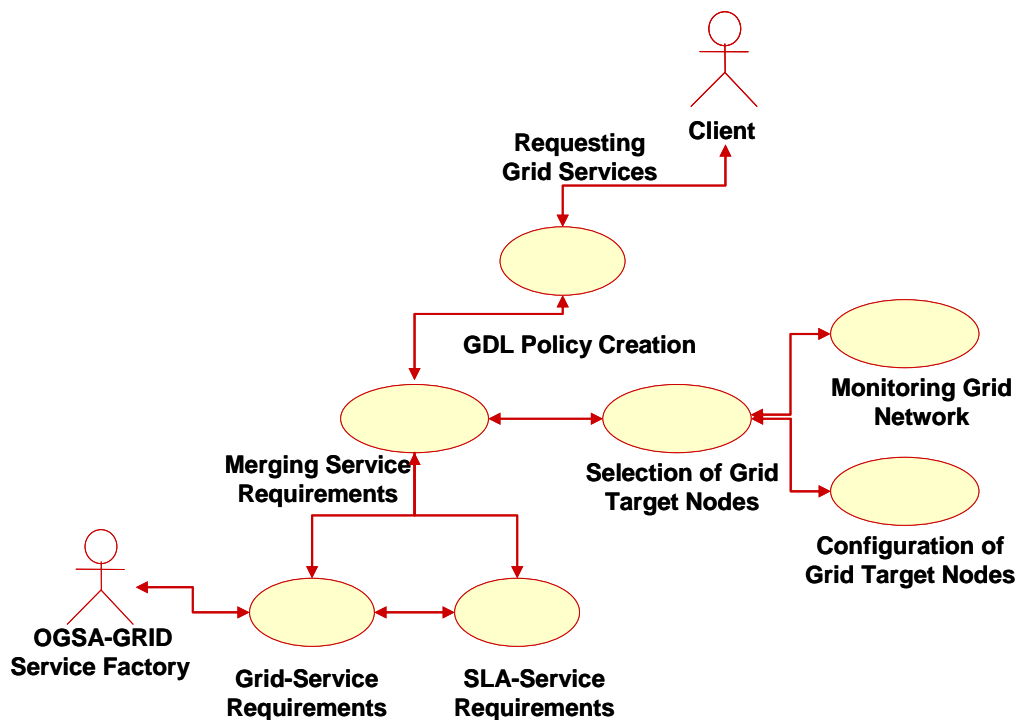 Client
Requesting
Grid Services
GDL Policy Creation
Monitoring Grid
Network
Merging Service
Requirements
Selection of Grid
Target Nodes
Configuration of
Grid Target Nodes
OGSA-GRID
Service Factory
Grid-Service
Requirements
SLA-Service
Requirements